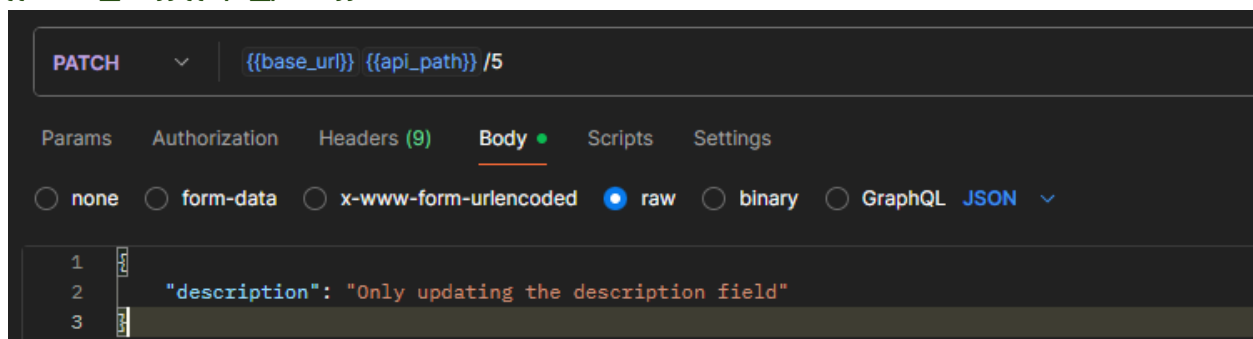 PATCH {{base_url}} {{api_path}} /5
Params Authorization Headers (9) Body Scripts Settings
none form-data x-www-form-urlencoded raw binary GraphQL JSON
1 {
2 "description": "Only updating the description field"
3 }